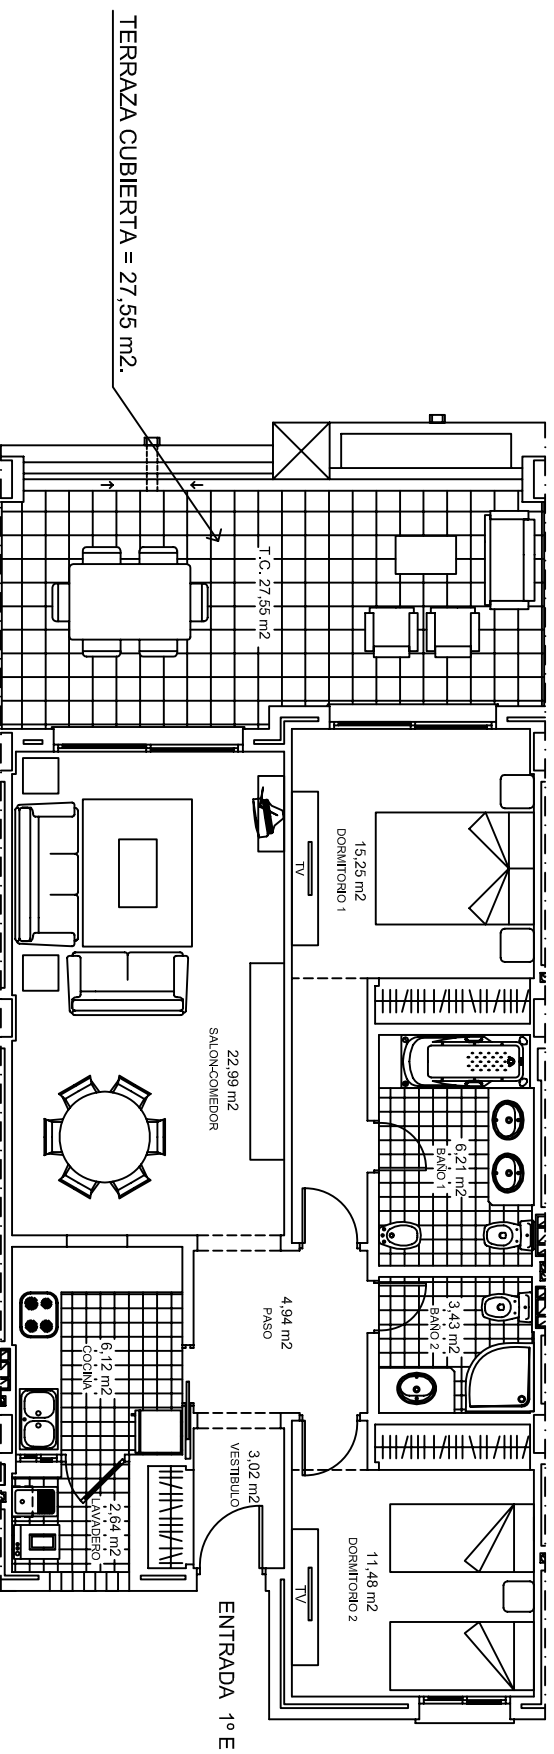 TERRAZA CUBIERTA = 27,55 m2.
T.C. 27,55 m2
15,25 m2
DORMITORIO 1
TV
22,99 m2
SALON-COMEDOR
6,21 m2
BAÑO 1
3,43 m2
BAÑO 2
4,94 m2
PASO
6,12 m2
COCINA
2,64 m2
LAVADERO
3,02 m2
VESTIBULO
11,48 m2
DORMITORIO 2
TV
ENTRADA 1º E